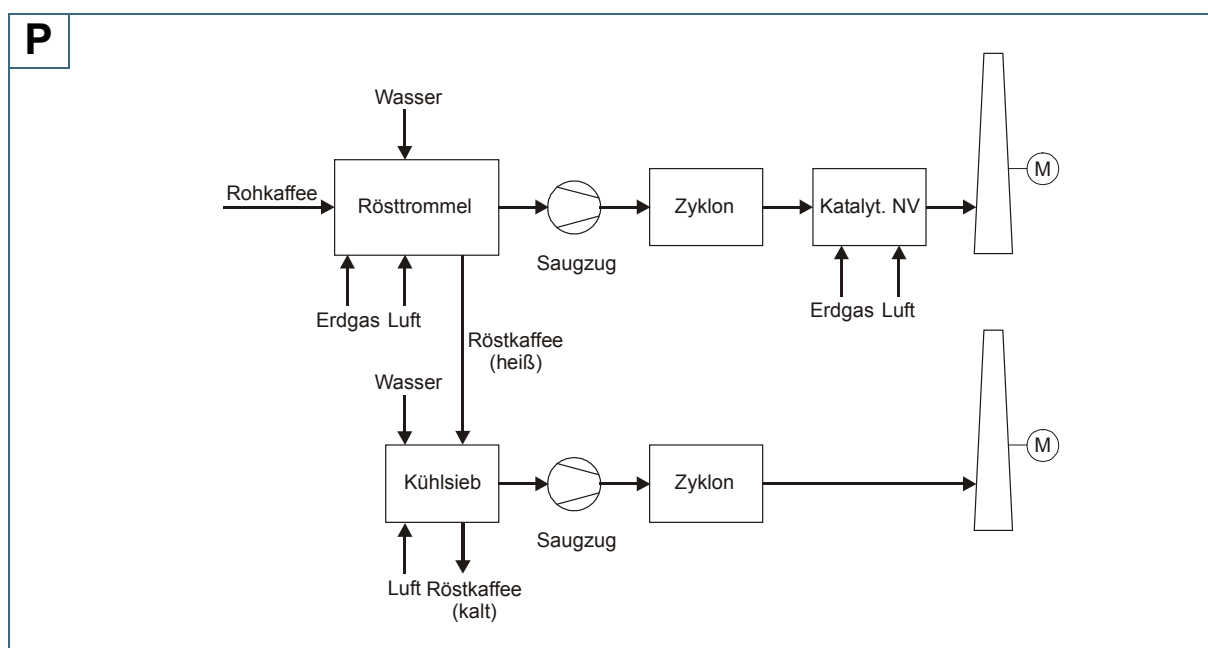 P
Wasser
Rohkaffee
Rösttrommel
Zyklon
Katalyt. NV
M
Saugzug
Erdgas Luft
Erdgas Luft
Röstkaffee
(heiß)
Wasser
Kühlsieb
Zyklon
M
Saugzug
Luft Röstkaffee
(kalt)